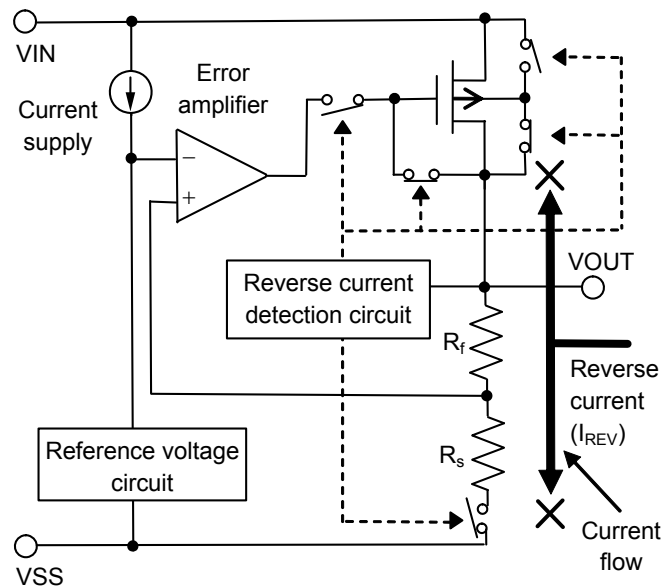 VIN
Current
supply
Error
amplifier
−
+
Reverse current
detection circuit
VOUT
Rf
Reverse
current
(IREV)
Rs
Reference voltage
circuit
Current
flow
VSS